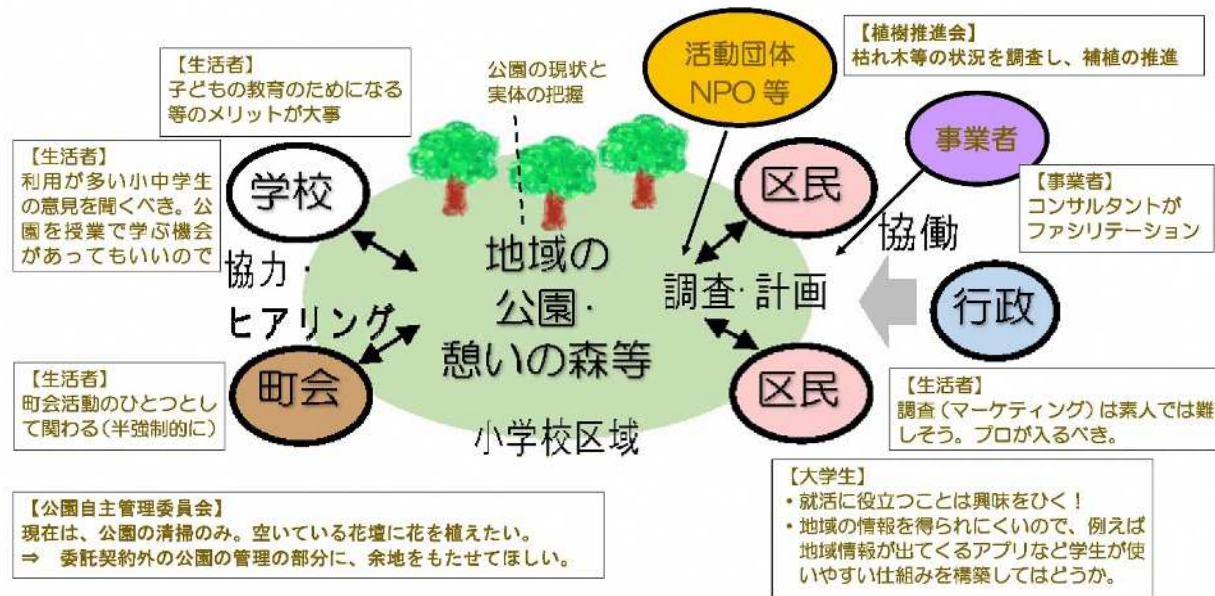 【植樹推進会】
枯れ木等の状況を調査し、補植の推進
活動団体
NPO 等
【生活者】
子どもの教育のためになる
等のメリットが大事
公園の現状と
実体の把握
事業者
【生活者】
利用が多い小中学生
の意見を聞くべき。公
園を授業で学ぶ機会
があってもいいので
学校
区民
【事業者】
コンサルタントが
ファシリテーション
協働
協力・
ヒアリング
地域の
公園・
憩いの森等
調査・計画
行政
町会
区民
【生活者】
町会活動のひとつとし
て関わる(半強制的に)
小学校区域
【生活者】
調査(マーケティング)は素人では難
しそう。プロが入るべき。
【公園自主管理委員会】
現在は、公園の清掃のみ。空いている花壇に花を植えたい。
⇒ 委託契約外の公園の管理の部分に、余地をもたせてほしい。
【大学生】
・就活に役立つことは興味をひく！
・地域の情報を得られにくいので、例えば
地域情報が出てくるアプリなど学生が使
いやすい仕組みを構築してはどうか。